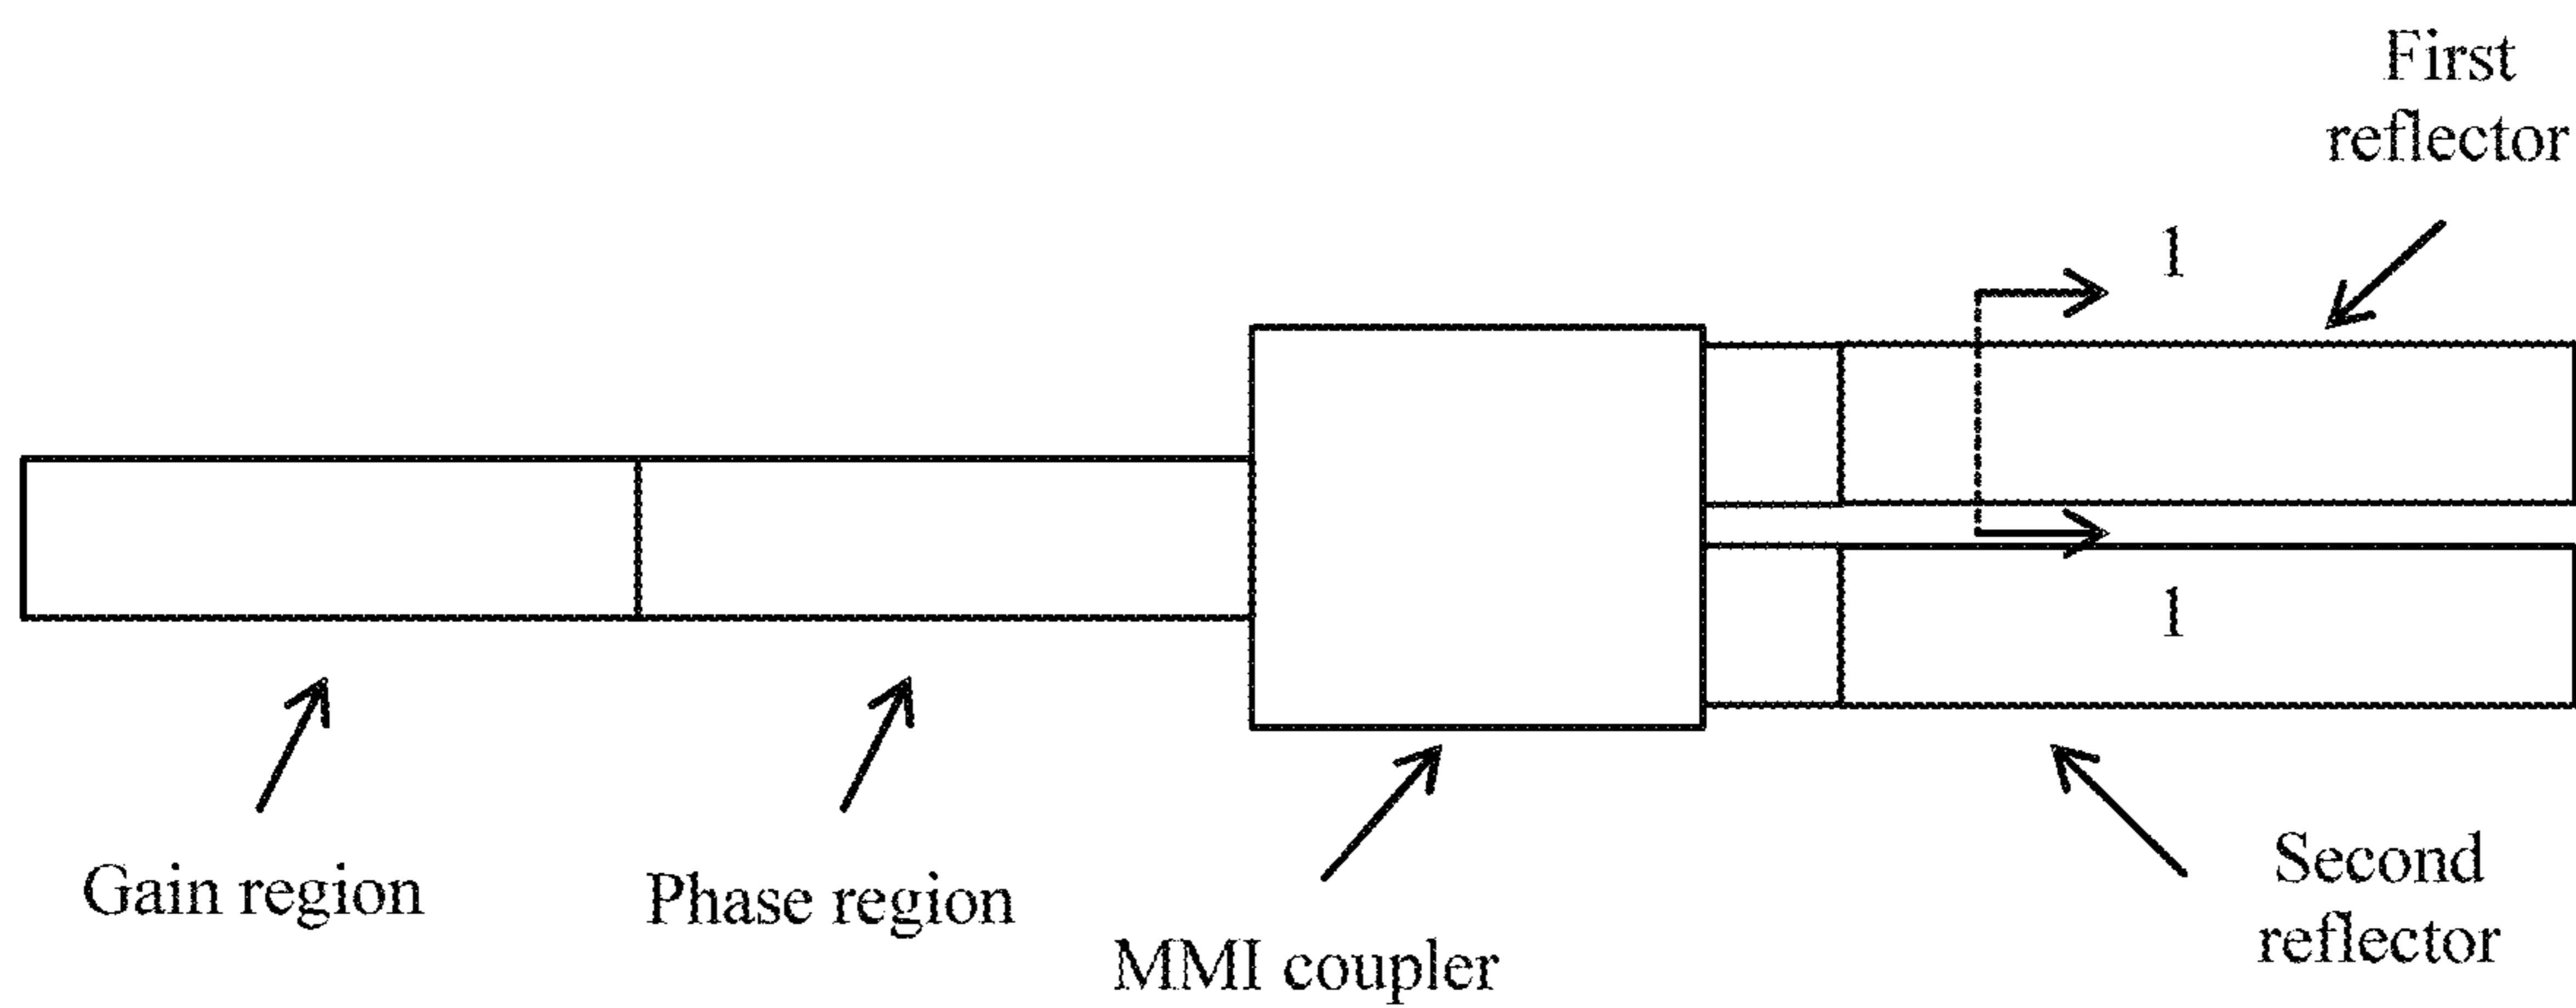 First
reflector
1
1
Gain region
Phase region
MMI coupler
Second
reflector